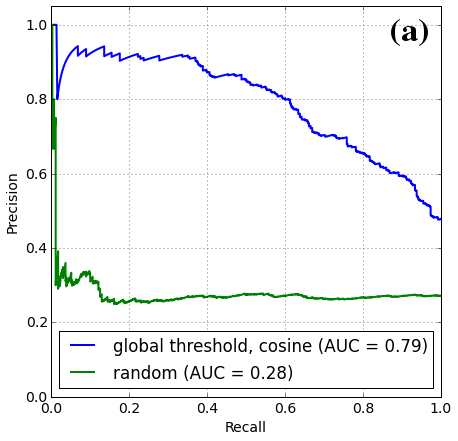 (a)
1.0
0.8
0.6
0.4
0.2
0.0
Precision
global threshold, cosine (AUC = 0.79)
random (AUC = 0.28)
0.0 0.2 0.4 0.6 0.8 1.0
Recall